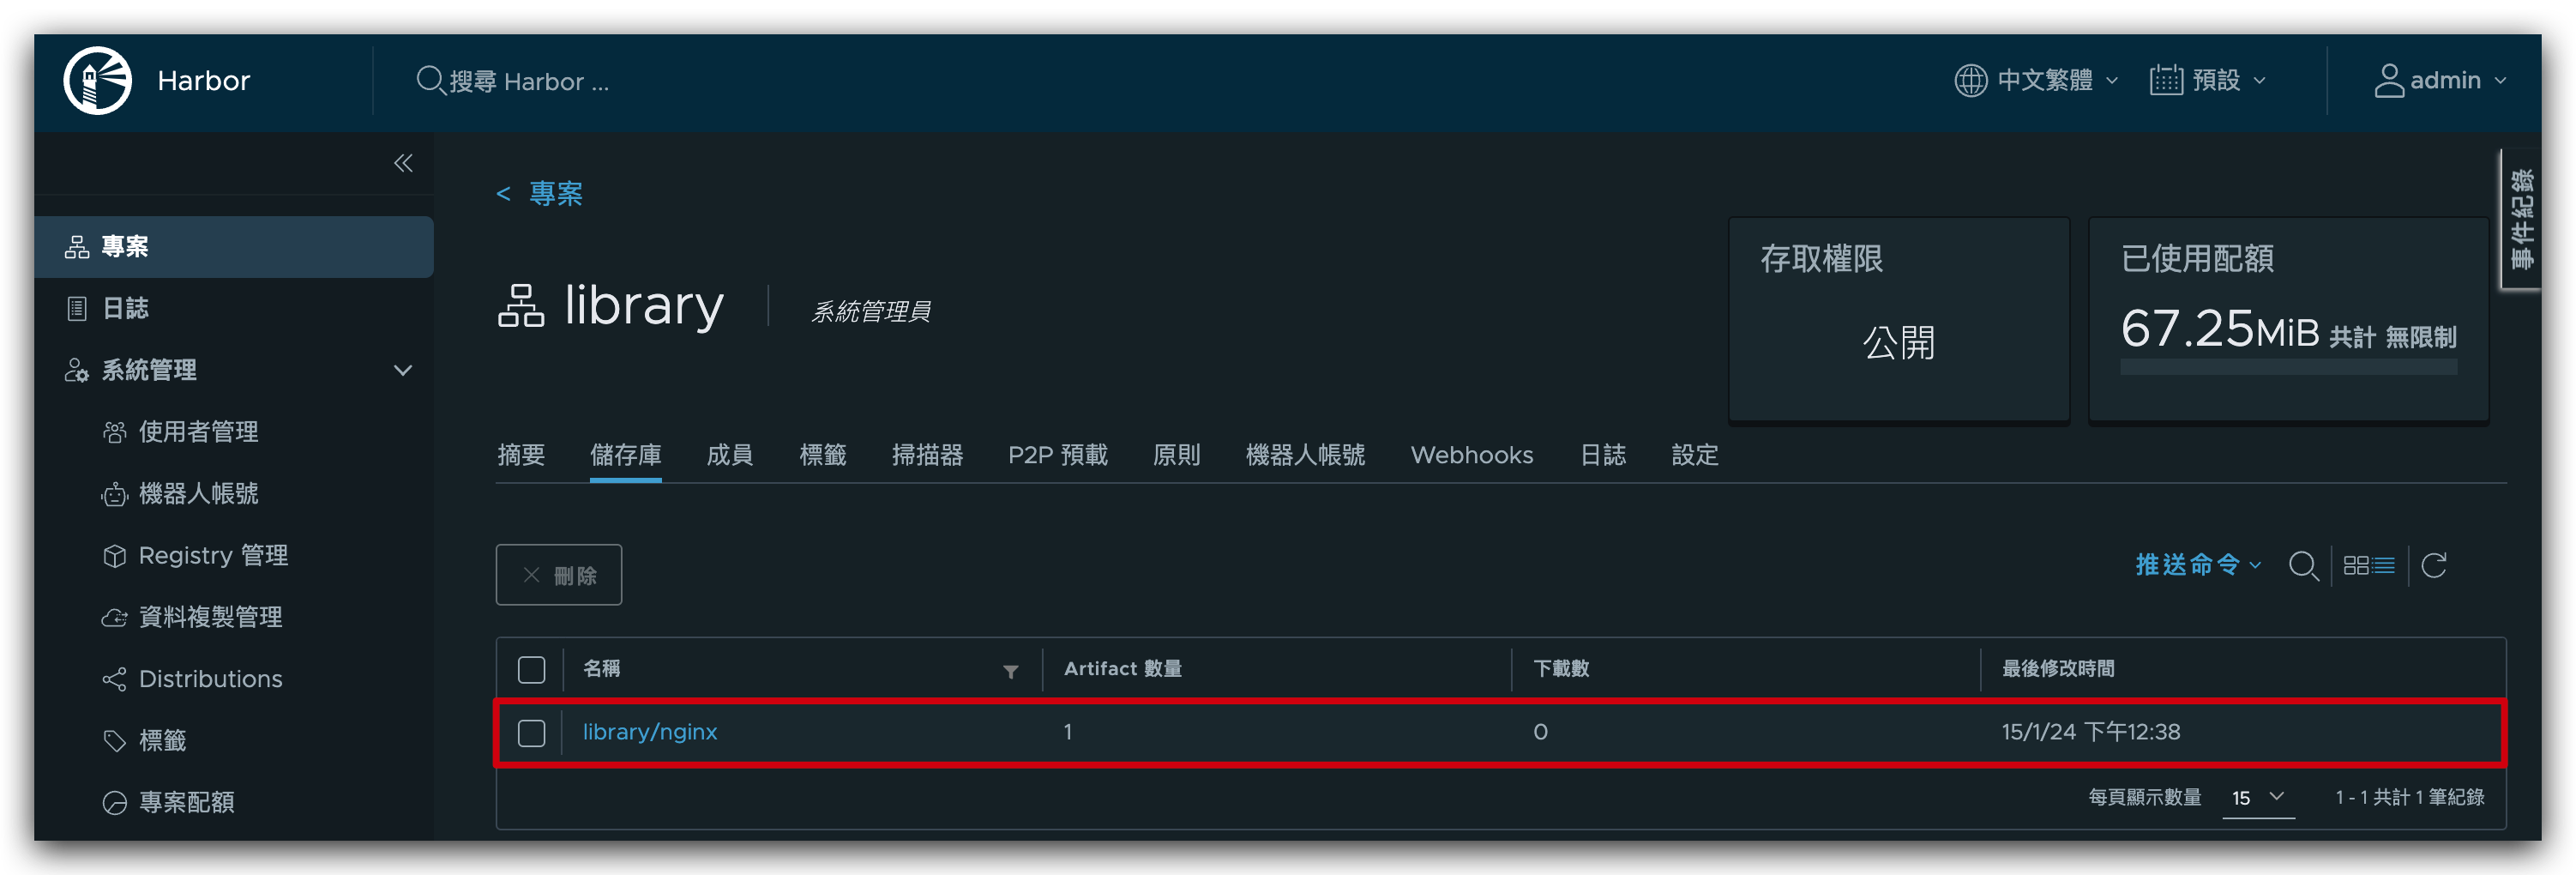 Harbor
搜尋 Harbor ...
中文繁體
預設
admin
專案
日誌
系統管理
使用者管理
機器人帳號
Registry 管理
資料複製管理
Distributions
標籤
專案配額
< 專案
library
系統管理員
存取權限
公開
已使用配額
67.25MiB 共計 無限制
事件紀錄
摘要 儲存庫 成員 標籤 掃描器 P2P 預載 原則 機器人帳號 Webhooks 日誌 設定
刪除
推送命令
名稱 Artifact 數量 下載數 最後修改時間
library/nginx 1 0 15/1/24 下午12:38
每頁顯示數量 15 1 - 1 共計 1 筆紀錄